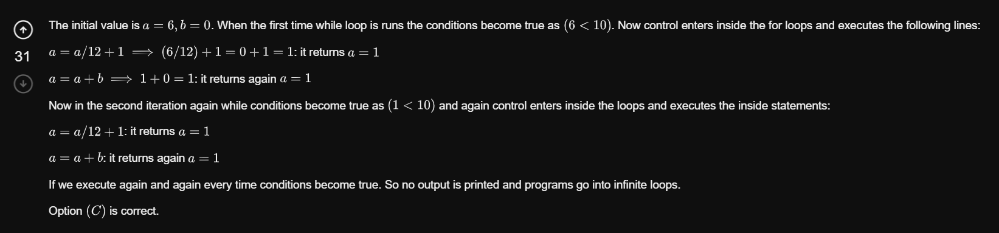 The initial value is a = 6, b = 0. When the first time while loop is runs the conditions become true as (6 < 10). Now control enters inside the for loops and executes the following lines:
31
a = a/12 + 1 ⟹ (6/12) + 1 = 0 + 1 = 1: it returns a = 1
a = a + b ⟹ 1 + 0 = 1: it returns again a = 1
Now in the second iteration again while conditions become true as (1 < 10) and again control enters inside the loops and executes the inside statements:
a = a/12 + 1: it returns a = 1
a = a + b: it returns again a = 1
If we execute again and again every time conditions become true. So no output is printed and programs go into infinite loops.
Option (C) is correct.